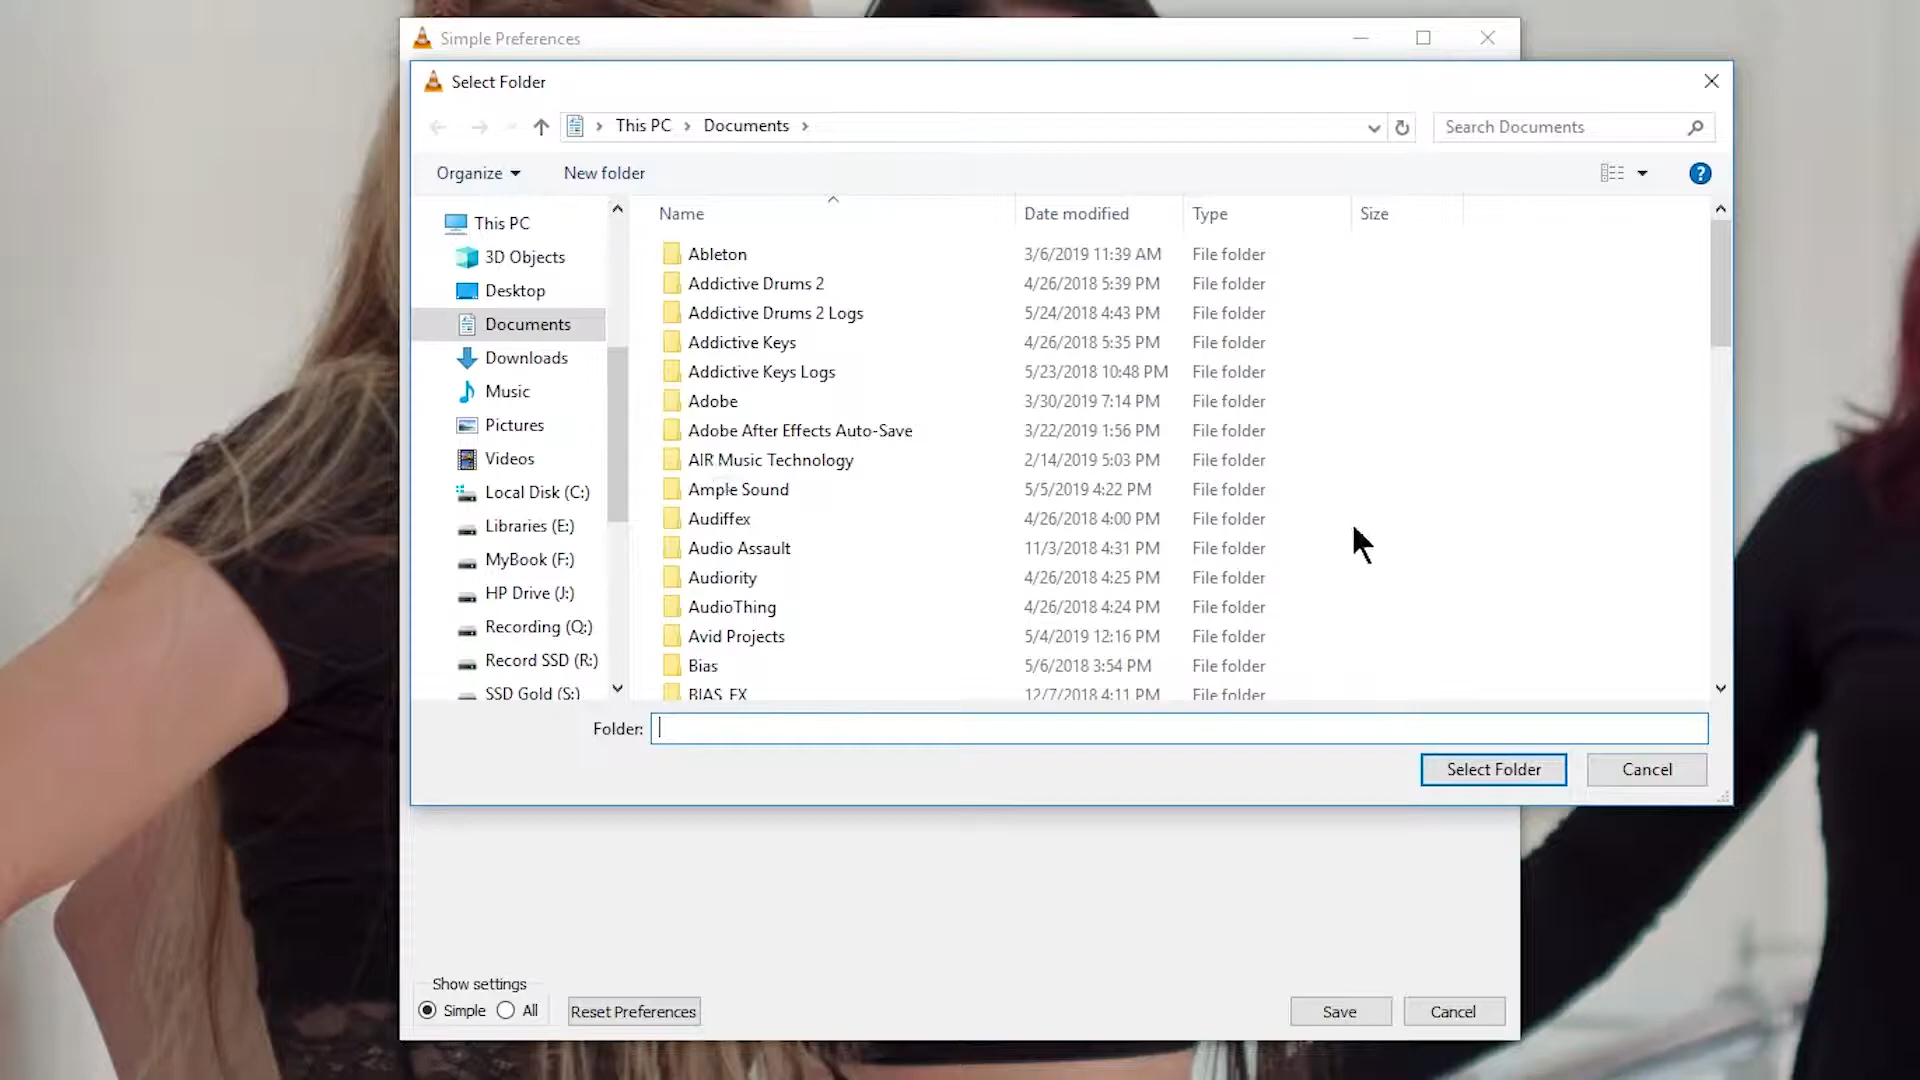 Simple Preferences
Select Folder
This PC > Documents >
Search Documents
Organize
New folder
?
Name Date modified Type Size
This PC
3D Objects
Desktop
Documents
Downloads
Music
Pictures
Videos
Local Disk (C:)
Libraries (E:)
MyBook (F:)
HP Drive (J:)
Recording (Q:)
Record SSD (R:)
SSD Gold (S:)
Ableton 3/6/2019 11:39 AM File folder
Addictive Drums 2 4/26/2018 5:39 PM File folder
Addictive Drums 2 Logs 5/24/2018 4:43 PM File folder
Addictive Keys 4/26/2018 5:35 PM File folder
Addictive Keys Logs 5/23/2018 10:48 PM File folder
Adobe 3/30/2019 7:14 PM File folder
Adobe After Effects Auto-Save 3/22/2019 1:56 PM File folder
AIR Music Technology 2/14/2019 5:03 PM File folder
Ample Sound 5/5/2019 4:22 PM File folder
Audiffex 4/26/2018 4:00 PM File folder
Audio Assault 11/3/2018 4:31 PM File folder
Audiority 4/26/2018 4:25 PM File folder
AudioThing 4/26/2018 4:24 PM File folder
Avid Projects 5/4/2019 12:16 PM File folder
Bias 5/6/2018 3:54 PM File folder
BIAS_FX 12/7/2018 4:11 PM File folder
Folder:
Select Folder
Cancel
Show settings
Simple All
Reset Preferences
Save
Cancel